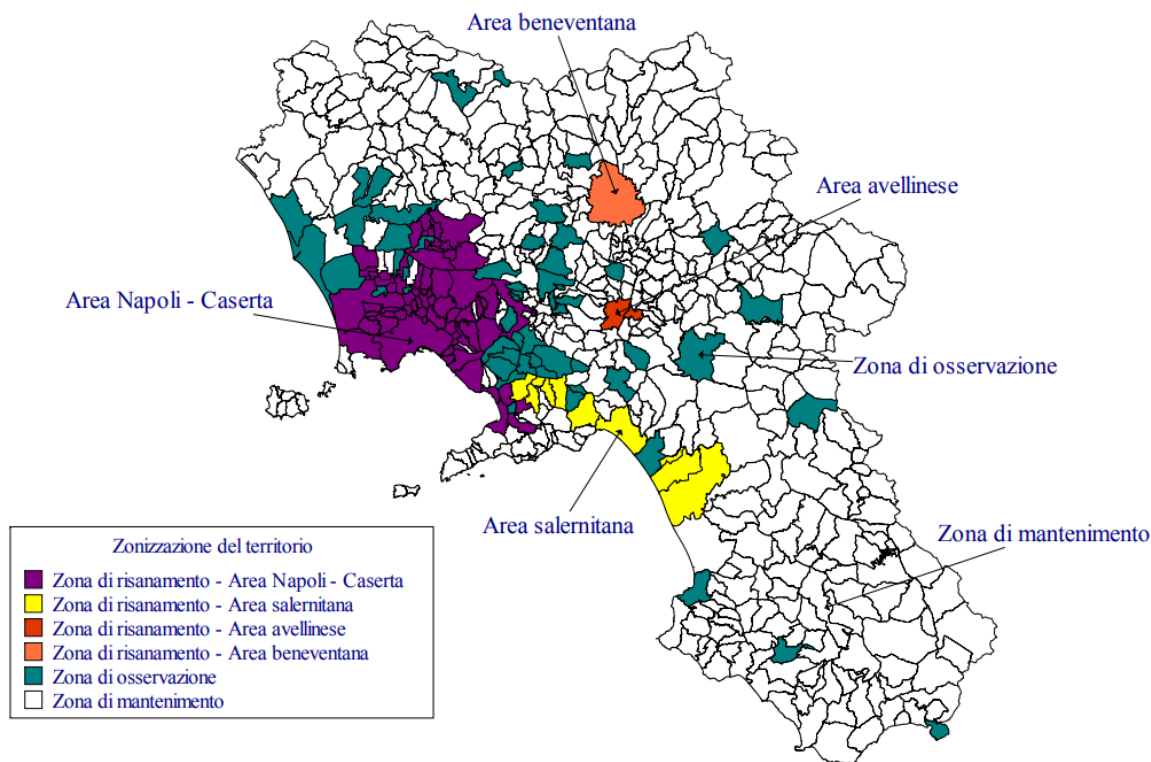 Area beneventana
Area avellinese
Area Napoli - Caserta
Zona di osservazione
Area salernitana
Zona di mantenimento
Zonizzazione del territorio
Zona di risanamento - Area Napoli - Caserta
Zona di risanamento - Area salernitana
Zona di risanamento - Area avellinese
Zona di risanamento - Area beneventana
Zona di osservazione
Zona di mantenimento